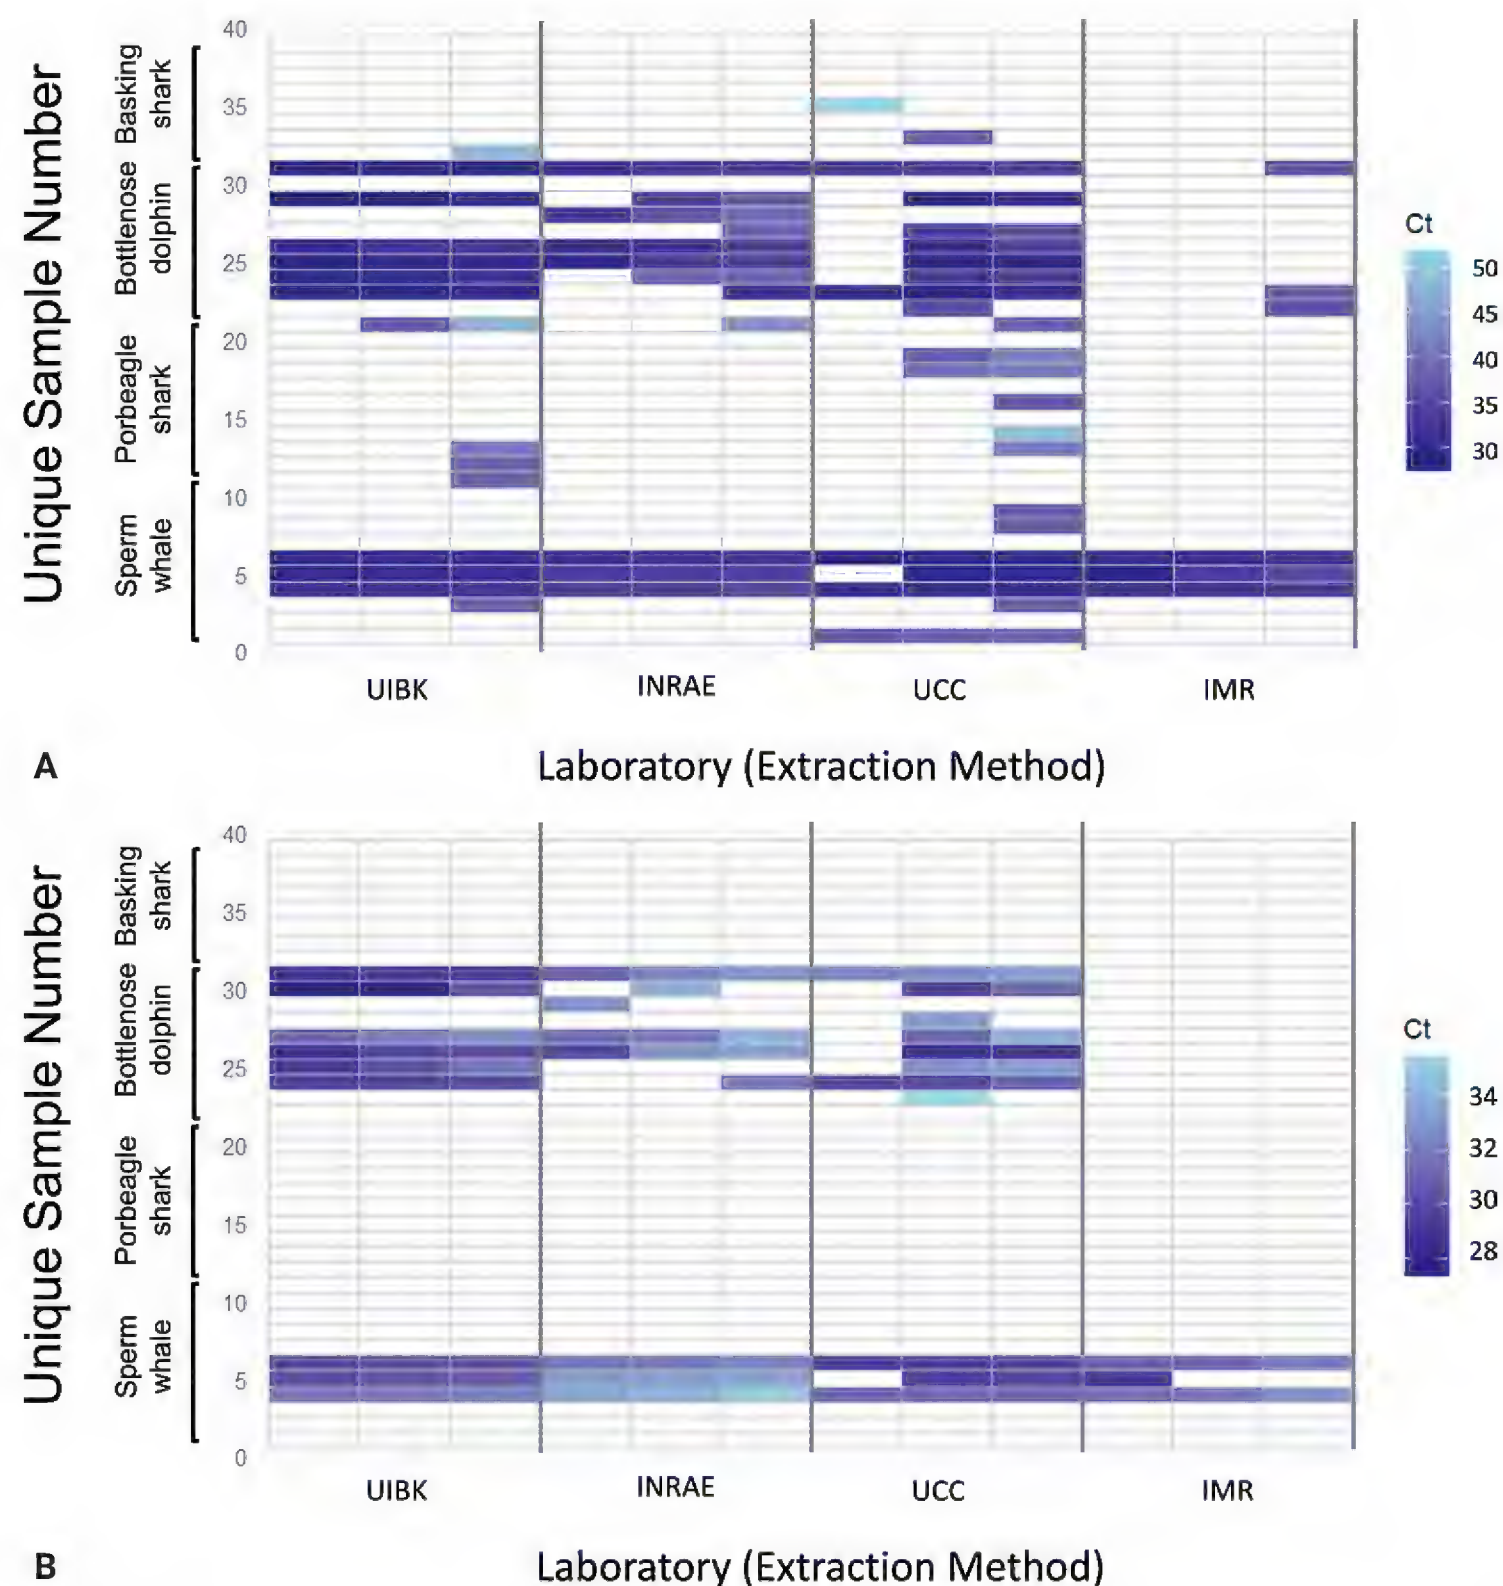 Unique Sample Number
Basking
shark
Bottlenose
dolphin
Porbeagle
shark
Sperm
whale
40
35
30
25
20
15
10
5
0
UIBK
INRAE
UCC
IMR
Ct
50
45
40
35
30
A
Laboratory (Extraction Method)
Unique Sample Number
Basking
shark
Bottlenose
dolphin
Porbeagle
shark
Sperm
whale
40
35
30
25
20
15
10
5
0
UIBK
INRAE
UCC
IMR
Ct
34
32
30
28
B
Laboratory (Extraction Method)